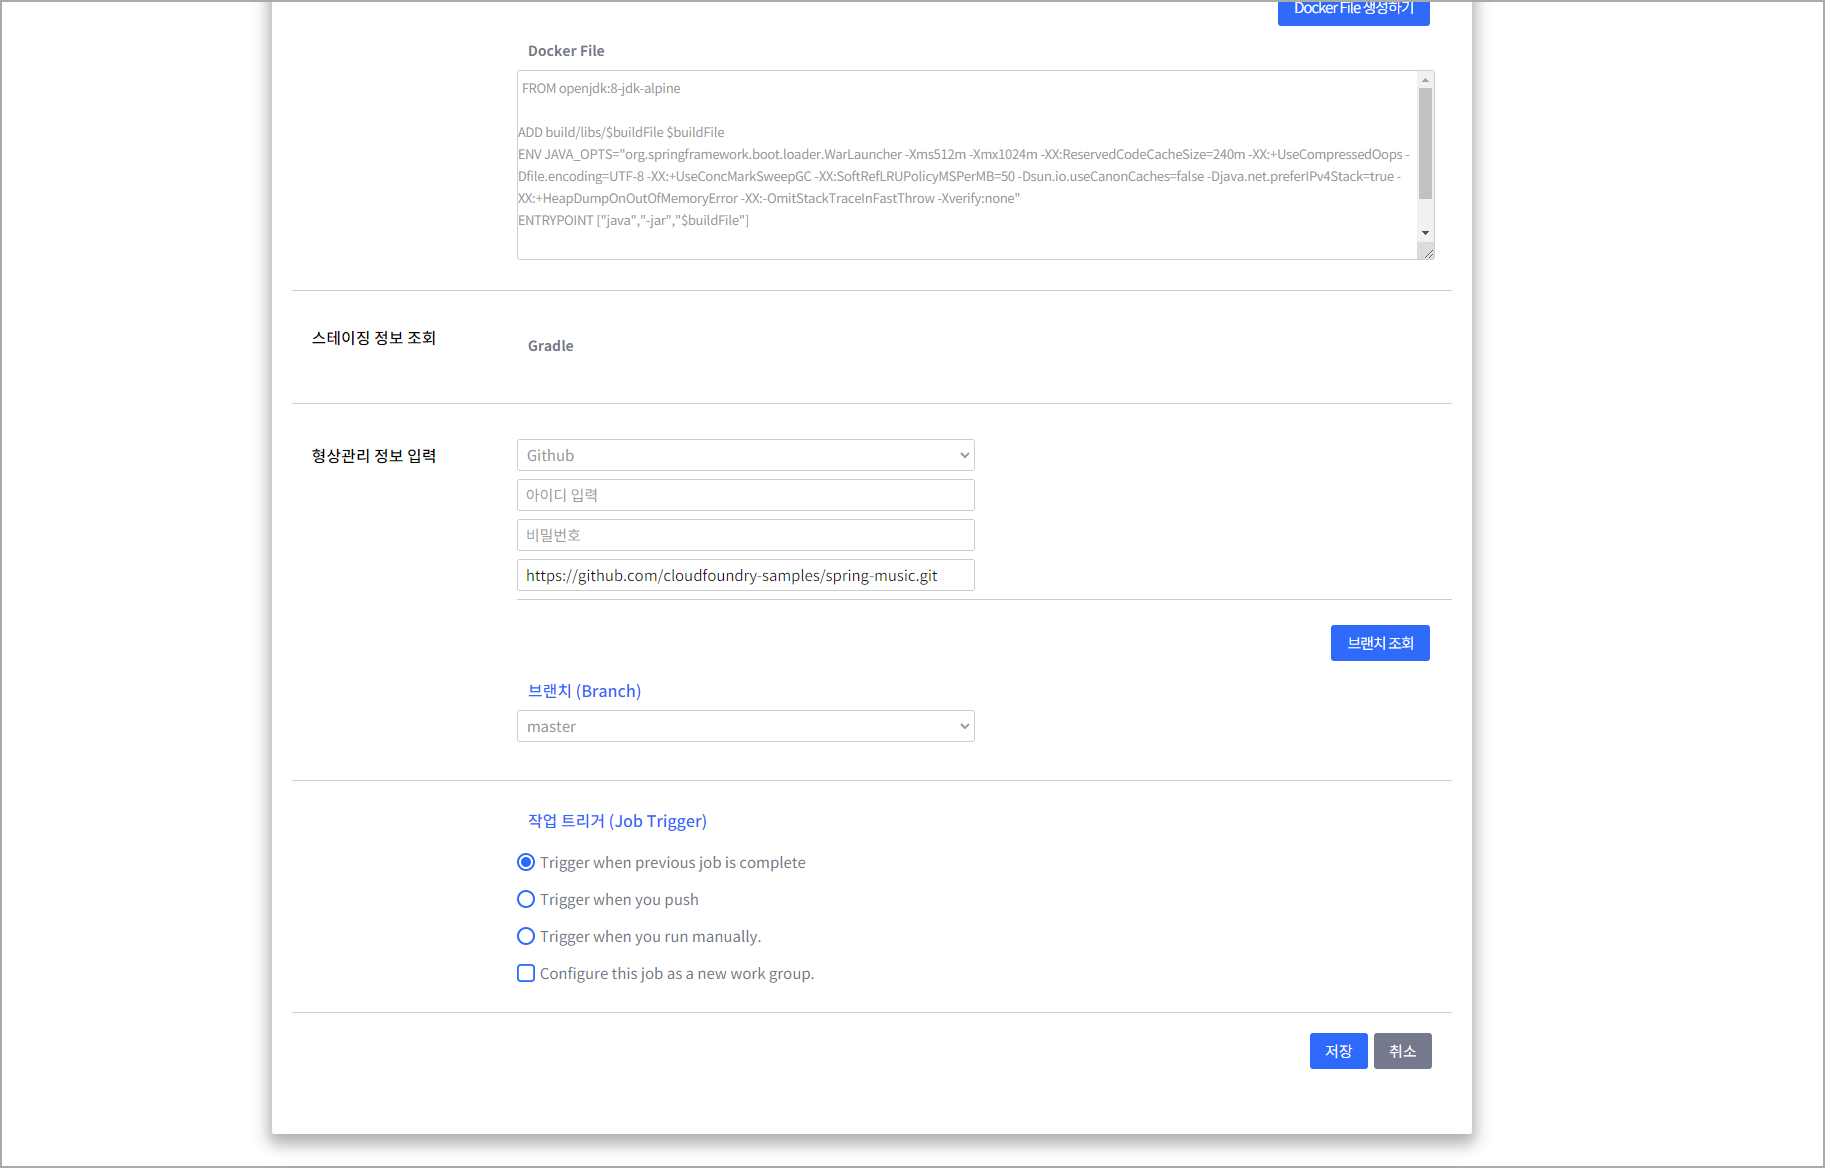 Docker File 생성하기
Docker File
FROM openjdk:8-jdk-alpine
ADD build/libs/$buildFile $buildFile
ENV JAVA_OPTS="org.springframework.boot.loader.WarLauncher -Xms512m -Xmx1024m -XX:ReservedCodeCacheSize=240m -XX:+UseCompressedOops -
Dfile.encoding=UTF-8 -XX:+UseConcMarkSweepGC -XX:SoftRefLRUPolicyMSPerMB=50 -Dsun.io.useCanonCaches=false -Djava.net.preferIPv4Stack=true -
XX:+HeapDumpOnOutOfMemoryError -XX:-OmitStackTraceInFastThrow -Xverify:none"
ENTRYPOINT ["java","-jar","$buildFile"]
스테이징 정보 조회
Gradle
형상관리 정보 입력
Github
아이디 입력
비밀번호
https://github.com/cloudfoundry-samples/spring-music.git
브랜치 조회
브랜치 (Branch)
master
작업 트리거 (Job Trigger)
Trigger when previous job is complete
Trigger when you push
Trigger when you run manually.
Configure this job as a new work group.
저장 취소